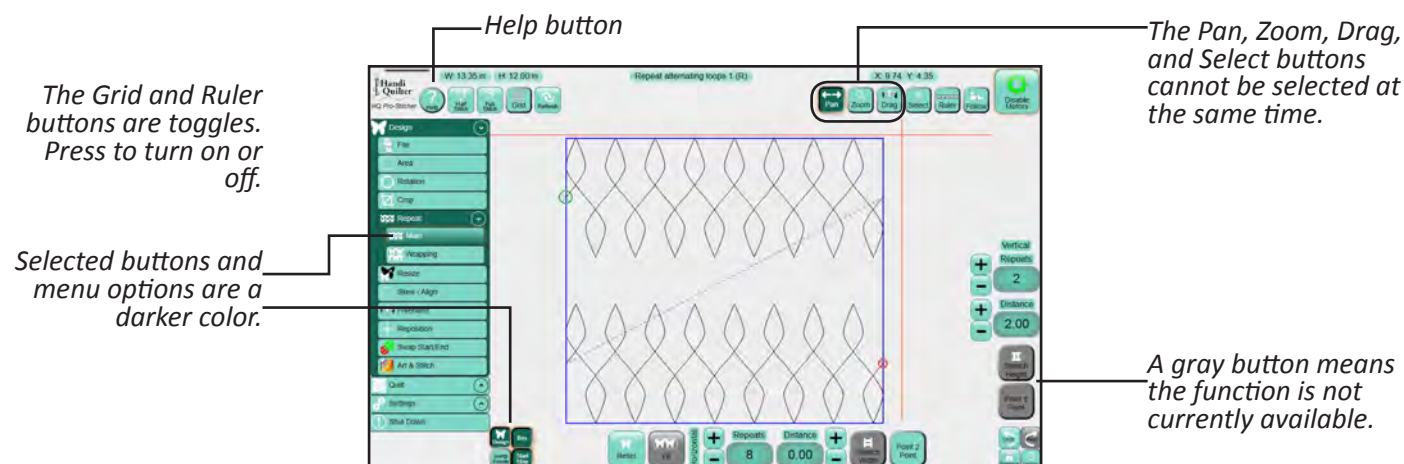 Help button
The Pan, Zoom, Drag,
and Select buttons
cannot be selected at
the same time.
The Grid and Ruler
buttons are toggles.
Press to turn on or
off.
Selected buttons and
menu options are a
darker color.
A gray button means
the function is not
currently available.
Handi
Quilter
HQ Pro-Stitcher
W: 13.35 in H: 12.00 in
Repeat alternating loops 1 (R)
X: 9.74 Y: 4.35
Help
Grid
Refresh
Pan
Zoom
Drag
Select
Ruler
Follow
Disable
Motors
Design
File
Area
Rotation
Crop
Repeat
Main
Wrapping
Resize
Skew / Align
Reposition
Swap Start/End
Art & Stitch
Quilt
Settings
Shut Down
Vertical
Repeats
2
Distance
2.00
Stretch
Height
Point 2
Point
Design
Horizontal
Repeats
8
Distance
0.00
Stretch
Width
Point 2
Point